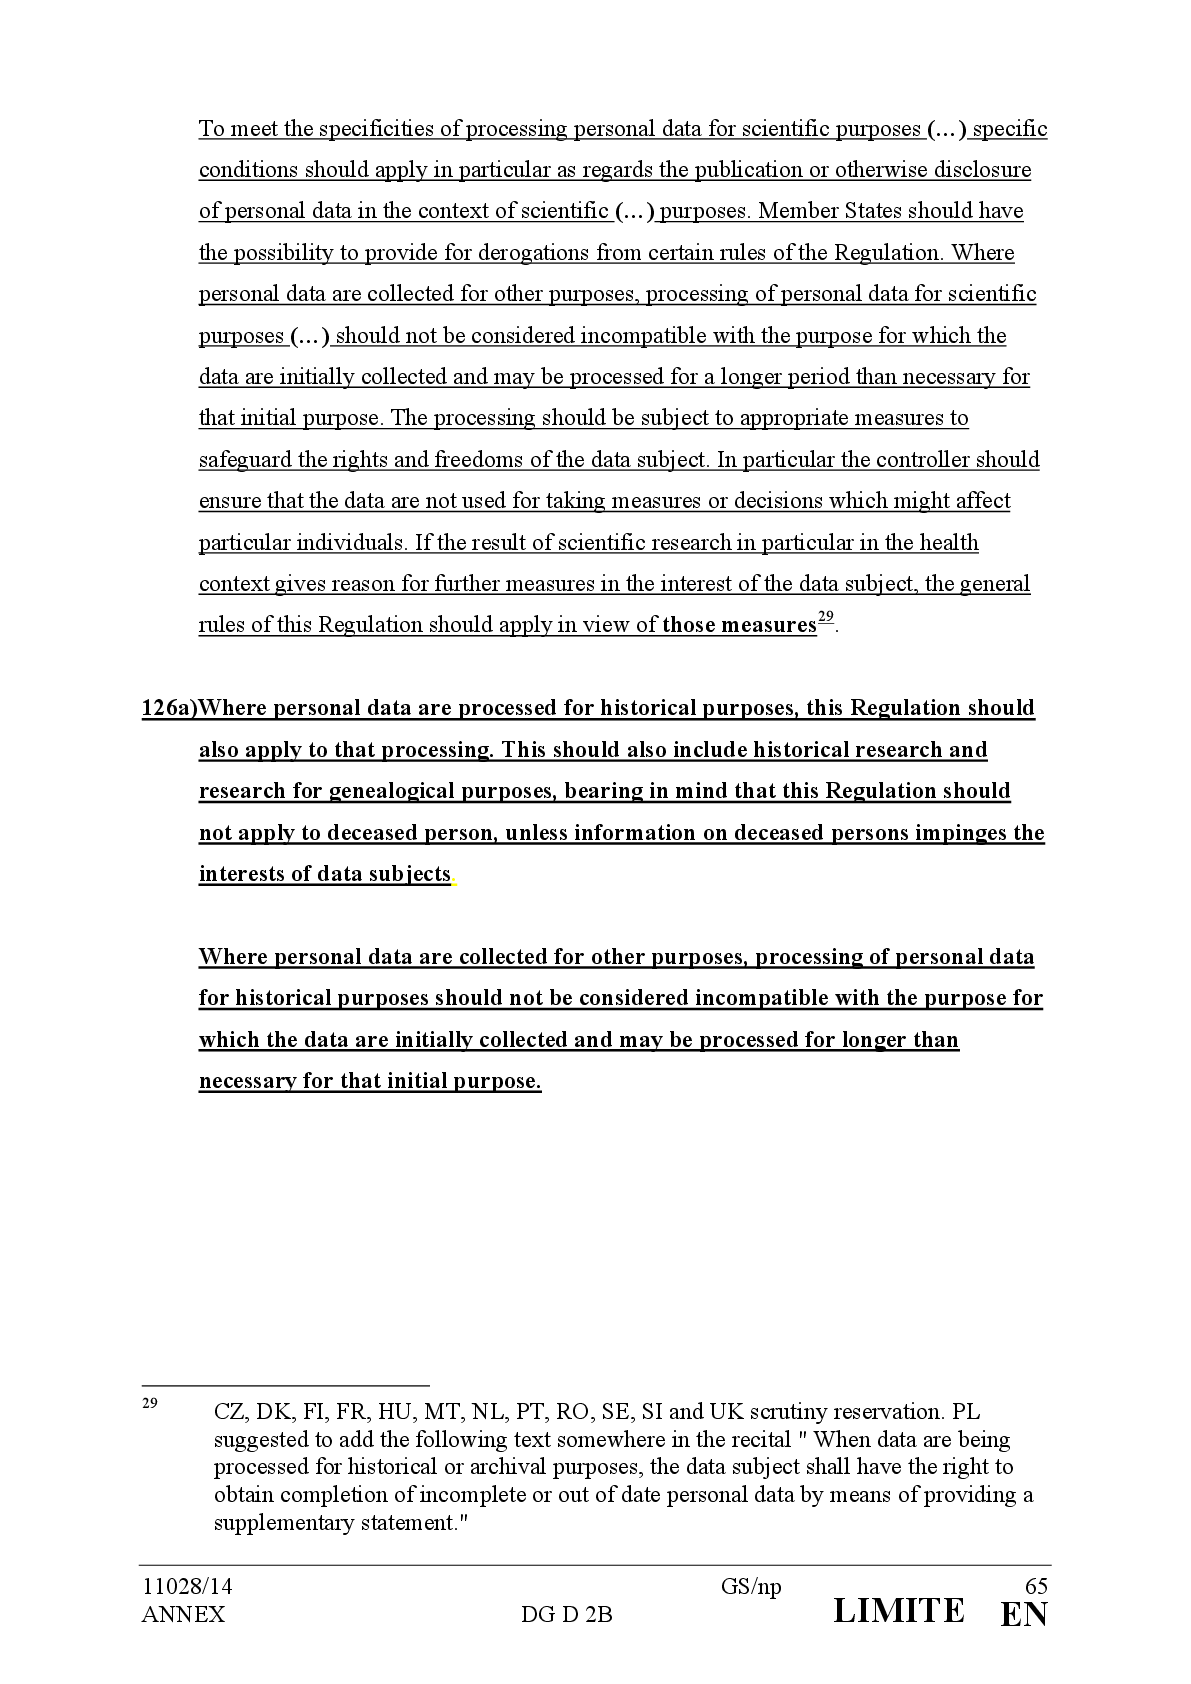 To meet the specificities of processing personal data for scientific purposes (…) specific
conditions should apply in particular as regards the publication or otherwise disclosure
of personal data in the context of scientific (…) purposes. Member States should have
the possibility to provide for derogations from certain rules of the Regulation. Where
personal data are collected for other purposes, processing of personal data for scientific
purposes (…) should not be considered incompatible with the purpose for which the
data are initially collected and may be processed for a longer period than necessary for
that initial purpose. The processing should be subject to appropriate measures to
safeguard the rights and freedoms of the data subject. In particular the controller should
ensure that the data are not used for taking measures or decisions which might affect
particular individuals. If the result of scientific research in particular in the health
context gives reason for further measures in the interest of the data subject, the general
rules of this Regulation should apply in view of those measures29.
126a)Where personal data are processed for historical purposes, this Regulation should
also apply to that processing. This should also include historical research and
research for genealogical purposes, bearing in mind that this Regulation should
not apply to deceased person, unless information on deceased persons impinges the
interests of data subjects.
Where personal data are collected for other purposes, processing of personal data
for historical purposes should not be considered incompatible with the purpose for
which the data are initially collected and may be processed for longer than
necessary for that initial purpose.
29 CZ, DK, FI, FR, HU, MT, NL, PT, RO, SE, SI and UK scrutiny reservation. PL
suggested to add the following text somewhere in the recital " When data are being
processed for historical or archival purposes, the data subject shall have the right to
obtain completion of incomplete or out of date personal data by means of providing a
supplementary statement."
11028/14 GS/np 65
ANNEX DG D 2B LIMITE EN